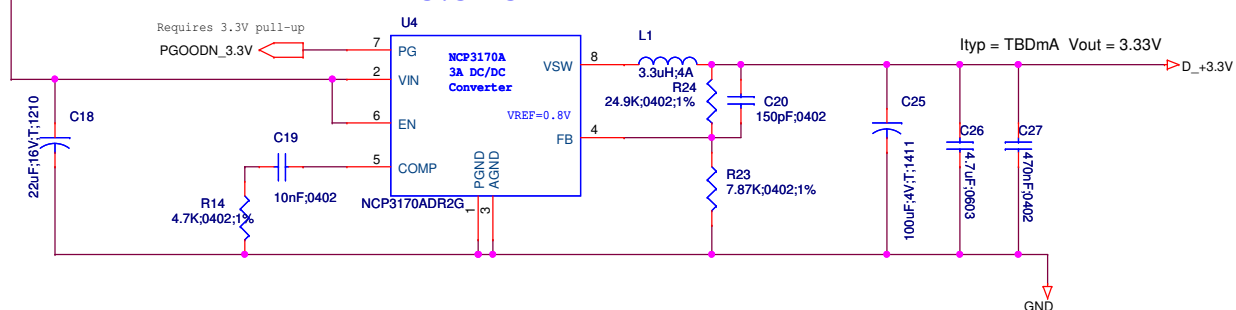 Requires 3.3V pull-up
PGOODN_3.3V
U4
7
PG
2
VIN
6
EN
5
COMP
NCP3170A
3A DC/DC
Converter
VREF=0.8V
VSW
8
FB
4
PGND
AGND
1
3
NCP3170ADR2G
C18
22uF;16V;T;1210
C19
10nF;0402
R14
4.7K;0402;1%
L1
3.3uH;4A
R24
24.9K;0402;1%
C20
150pF;0402
R23
7.87K;0402;1%
C25
100uF;4V;T;1411
C26
4.7uF;0603
C27
470nF;0402
Ityp = TBDmA Vout = 3.33V
D_+3.3V
GND